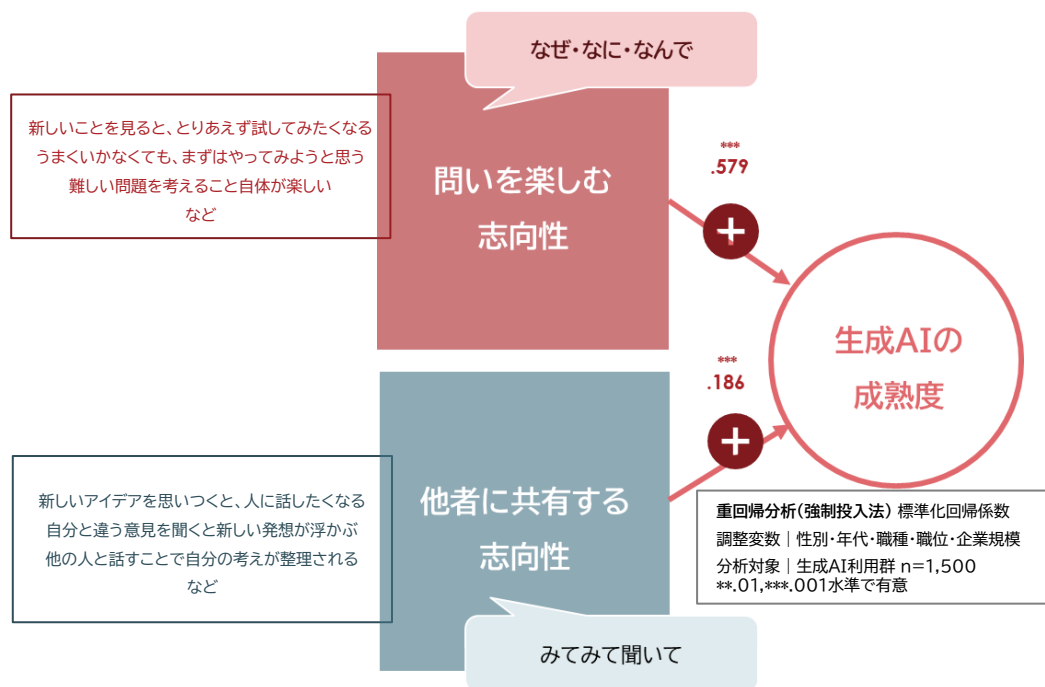 なぜ・なに・なんで
新しいことを見ると、とりあえず試してみたくなる
うまくいかなくても、まずはやってみようと思う
難しい問題を考えること自体が楽しい
など
問いを楽しむ
志向性
***
.579
+
生成AIの
成熟度
***
.186
+
新しいアイデアを思いつくと、人に話したくなる
自分と違う意見を聞くと新しい発想が浮かぶ
他の人と話すことで自分の考えが整理される
など
他者に共有する
志向性
みてみて聞いて
重回帰分析(強制投入法) 標準化回帰係数
調整変数|性別・年代・職種・職位・企業規模
分析対象|生成AI利用群 n=1,500
**.01,***.001水準で有意